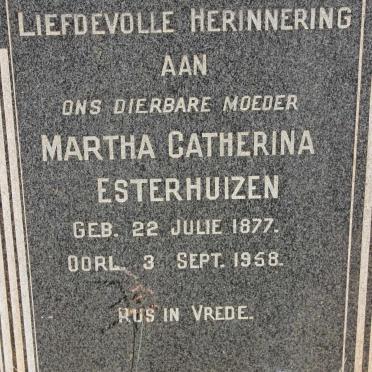 LIEFDEVOLLE HERINNERING
AAN
ONS DIERBARE MOEDER
MARTHA CATHERINA
ESTERHUIZEN
GEB. 22 JULIE 1877.
OORL. 3 SEPT. 1958.
RUS IN VREDE.